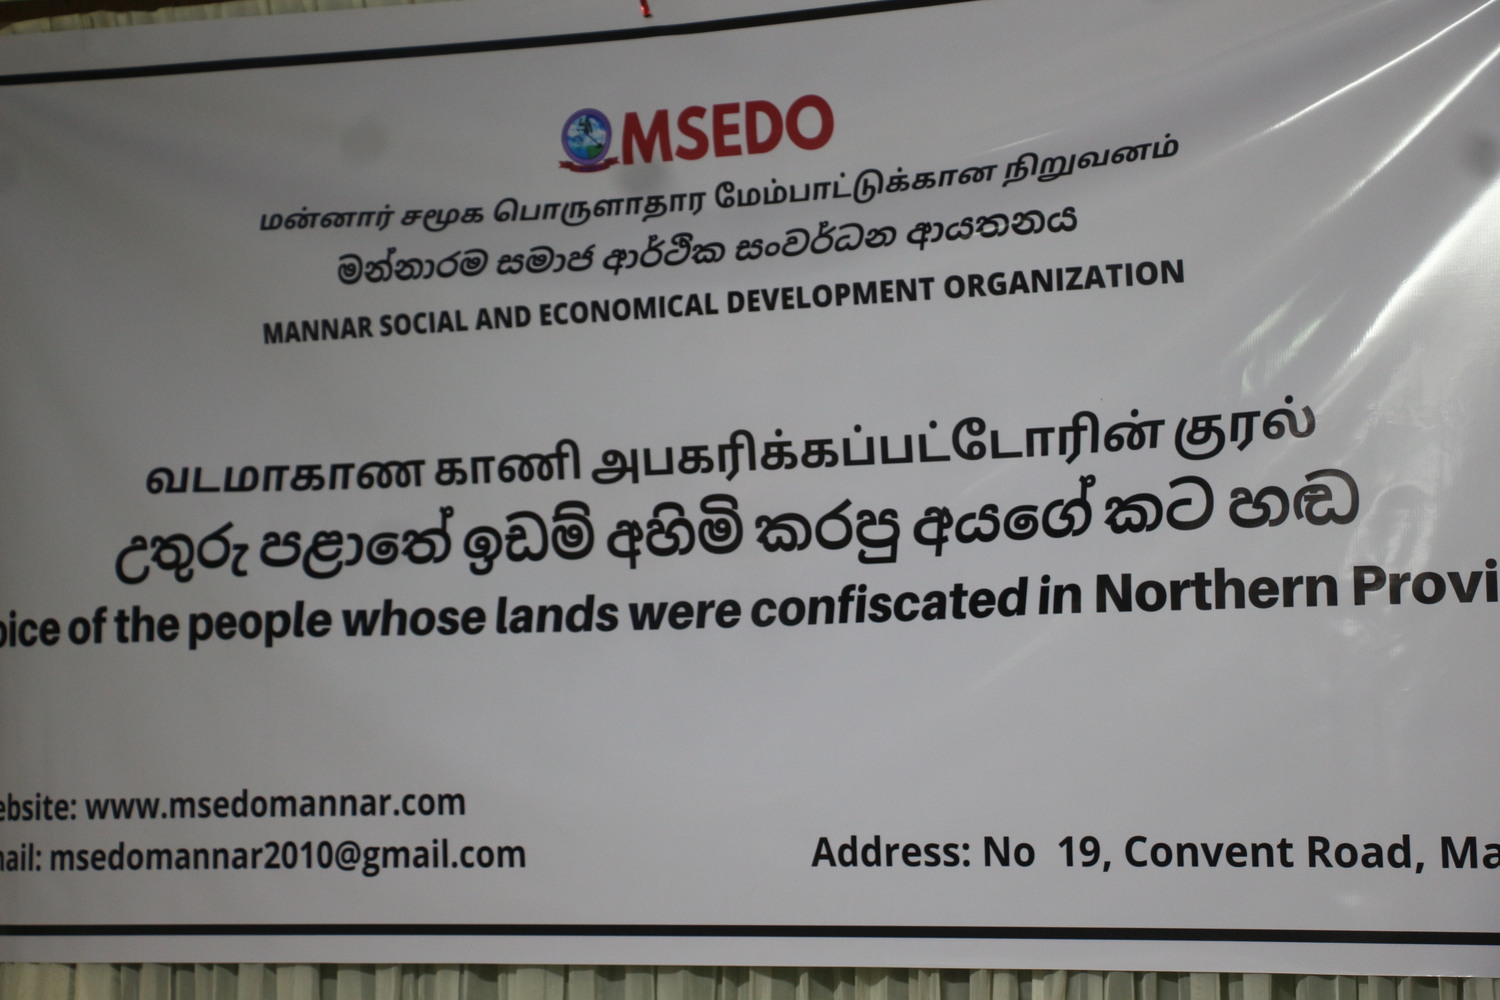 MSEDO
மன்னார் சமூக பொருளாதார மேம்பாட்டுக்கான நிறுவனம்
මන්නාරම සමාජ ආර්ථික සංවර්ධන ආයතනය
MANNAR SOCIAL AND ECONOMICAL DEVELOPMENT ORGANIZATION
வடமாகாண காணி அபகரிக்கப்பட்டோரின் குரல்
උතුරු පළාතේ ඉඩම් අහිමි කරපු අයගේ කට හඬ
oice of the people whose lands were confiscated in Northern Provi
ebsite: www.msedomannar.com
nail: msedomannar2010@gmail.com
Address: No 19, Convent Road, Ma